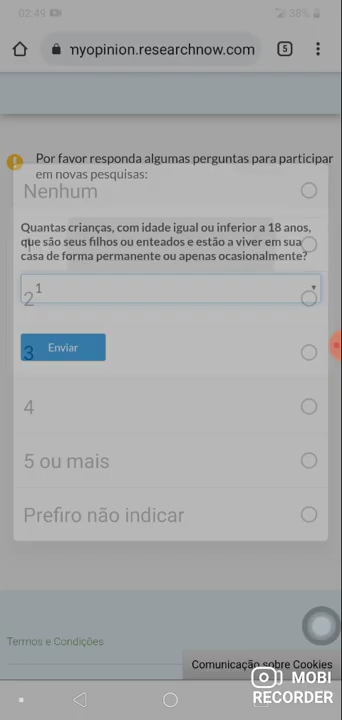 02:49
38%
nyopinion.researchnow.com
5
Por favor responda algumas perguntas para participar
em novas pesquisas:
Nenhum
Quantas crianças, com idade igual ou inferior a 18 anos,
que são seus filhos ou enteados e estão a viver em sua
1
casa de forma permanente ou apenas ocasionalmente?
1
2
Enviar
3
4
5 ou mais
Prefiro não indicar
Termos e Condições
Comunicação sobre Cookies
MOBI
RECORDER